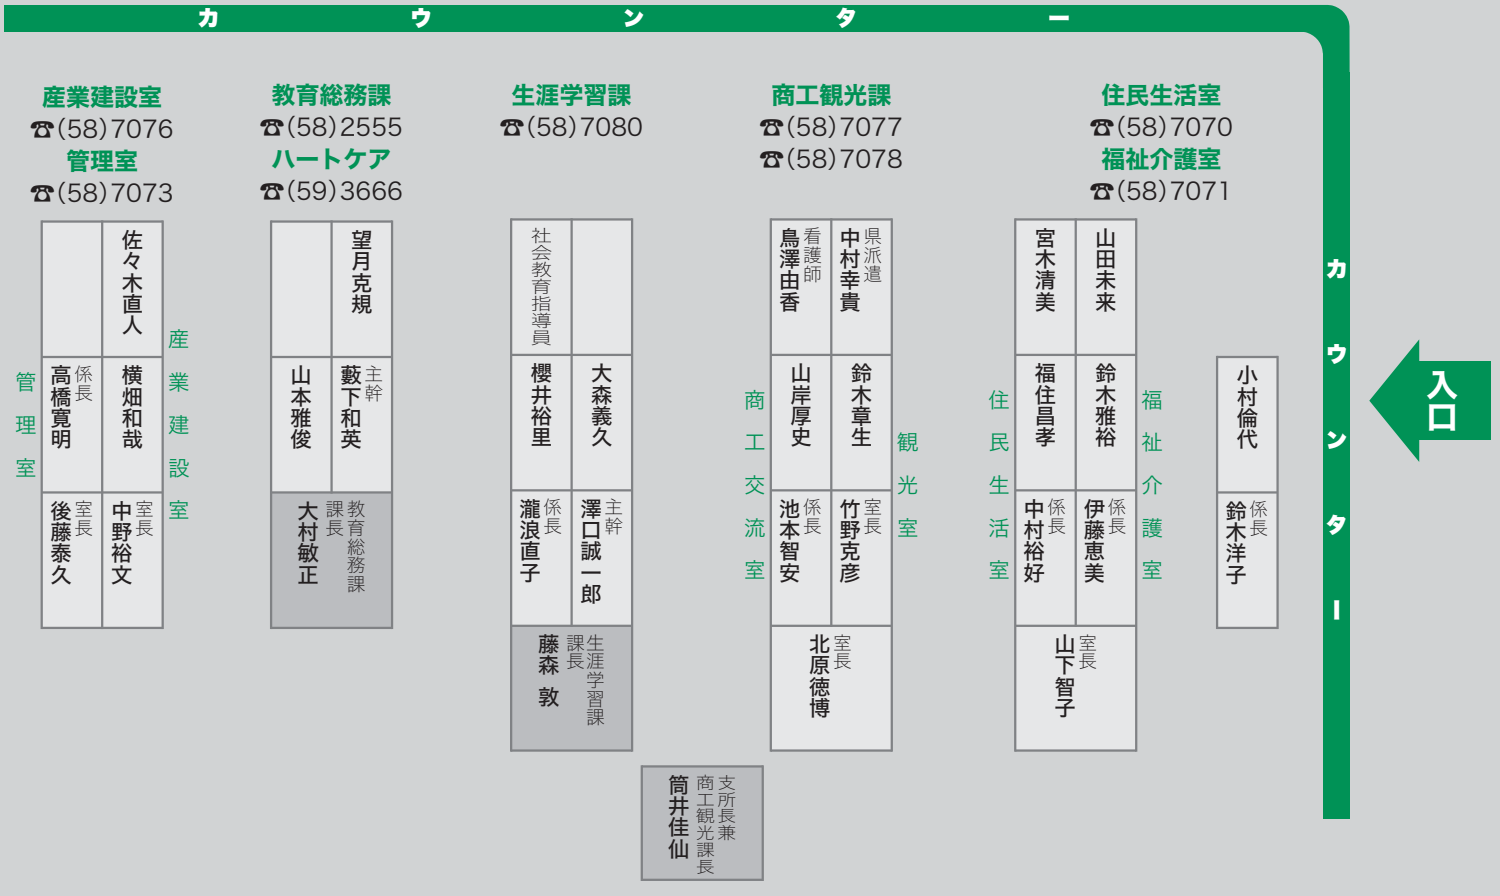 カウンター
産業建設室
☎(58)7076
管理室
☎(58)7073
教育総務課
☎(58)2555
ハートケア
☎(59)3666
生涯学習課
☎(58)7080
商工観光課
☎(58)7077
☎(58)7078
住民生活室
☎(58)7070
福祉介護室
☎(58)7071
管理室
佐々木直人
係長
高橋寛明
横畑和哉
室長
後藤泰久
室長
中野裕文
産業建設室
望月克規
山本雅俊
主幹
藪下和英
教育総務課
課長
大村敏正
社会教育指導員
櫻井裕里
大森義久
係長
瀧浪直子
主幹
澤口誠一郎
生涯学習課
課長
藤森 敦
商工交流室
看護師
鳥澤由香
県派遣
中村幸貴
山岸厚史
鈴木章生
係長
池本智安
室長
竹野克彦
室長
北原徳博
観光室
支所長兼
商工観光課長
筒井佳仙
住民生活室
宮木清美
山田未来
福住昌孝
鈴木雅裕
係長
中村裕好
係長
伊藤恵美
室長
山下智子
福祉介護室
小村倫代
係長
鈴木洋子
カウンター
入口